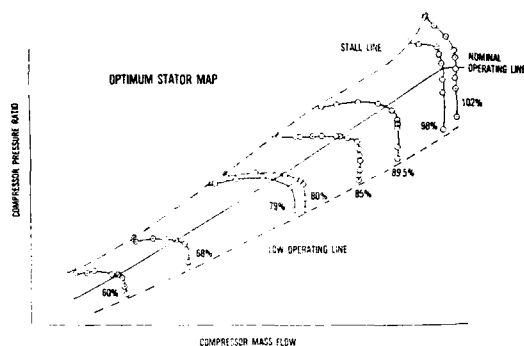 STALL LINE
NOMINAL
OPERATING LINE
OPTIMUM STATOR MAP
102%
98%
89.5%
85%
80%
79%
68%
60%
LOW OPERATING LINE
COMPRESSOR PRESSURE RATIO
COMPRESSOR MASS FLOW